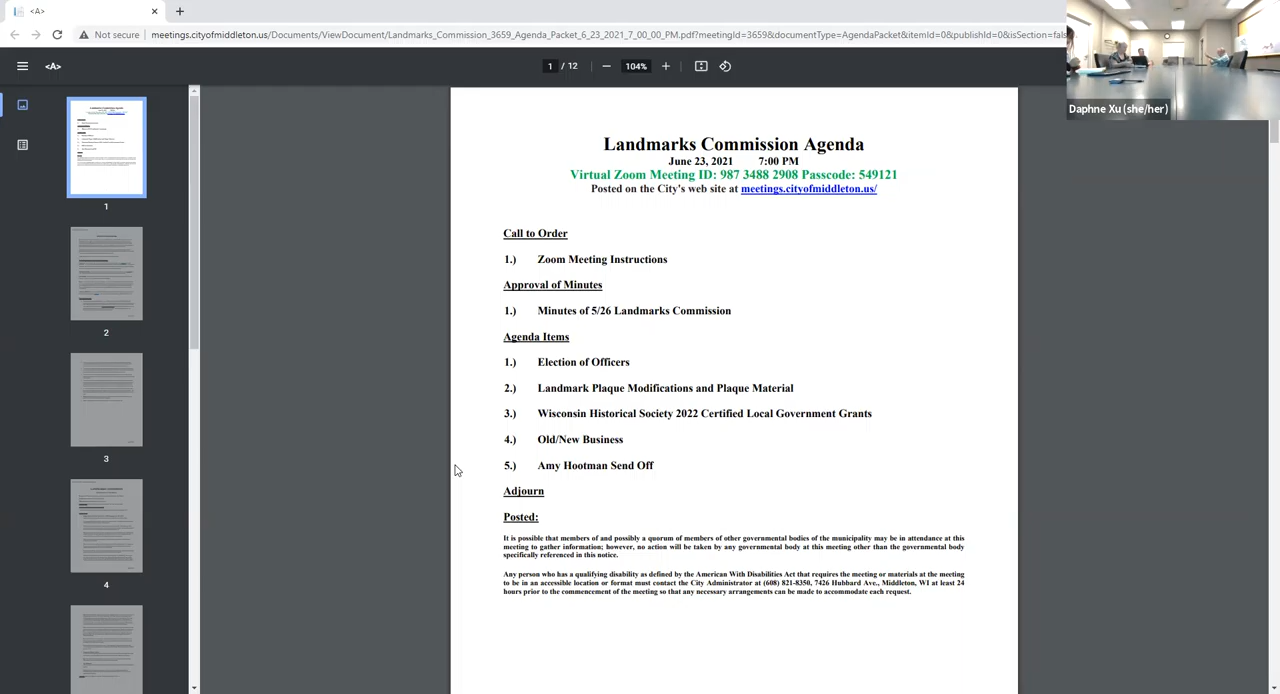 <A>
Not secure
meetings.cityofmiddleton.us/Documents/ViewDocument/Landmarks_Commission_3659_Agenda_Packet_6_23_2021_7_00_00_PM.pdf?meetingId=3659&documentType=AgendaPacket&itemId=0&publishId=0&isSection=fals
<A>
1 / 12
104%
Daphne Xu (she/her)
1
2
3
4
Landmarks Commission Agenda
June 23, 2021 7:00 PM
Virtual Zoom Meeting ID: 987 3488 2908 Passcode: 549121
Posted on the City's web site at meetings.cityofmiddleton.us/
Call to Order
1.) Zoom Meeting Instructions
Approval of Minutes
1.) Minutes of 5/26 Landmarks Commission
Agenda Items
1.) Election of Officers
2.) Landmark Plaque Modifications and Plaque Material
3.) Wisconsin Historical Society 2022 Certified Local Government Grants
4.) Old/New Business
5.) Amy Hootman Send Off
Adjourn
Posted:
It is possible that members of and possibly a quorum of members of other governmental bodies of the municipality may be in attendance at this
meeting to gather information; however, no action will be taken by any governmental body at this meeting other than the governmental body
specifically referenced in this notice.
Any person who has a qualifying disability as defined by the American With Disabilities Act that requires the meeting or materials at the meeting
to be in an accessible location or format must contact the City Administrator at (608) 821-8350, 7426 Hubbard Ave., Middleton, WI at least 24
hours prior to the commencement of the meeting so that any necessary arrangements can be made to accommodate each request.